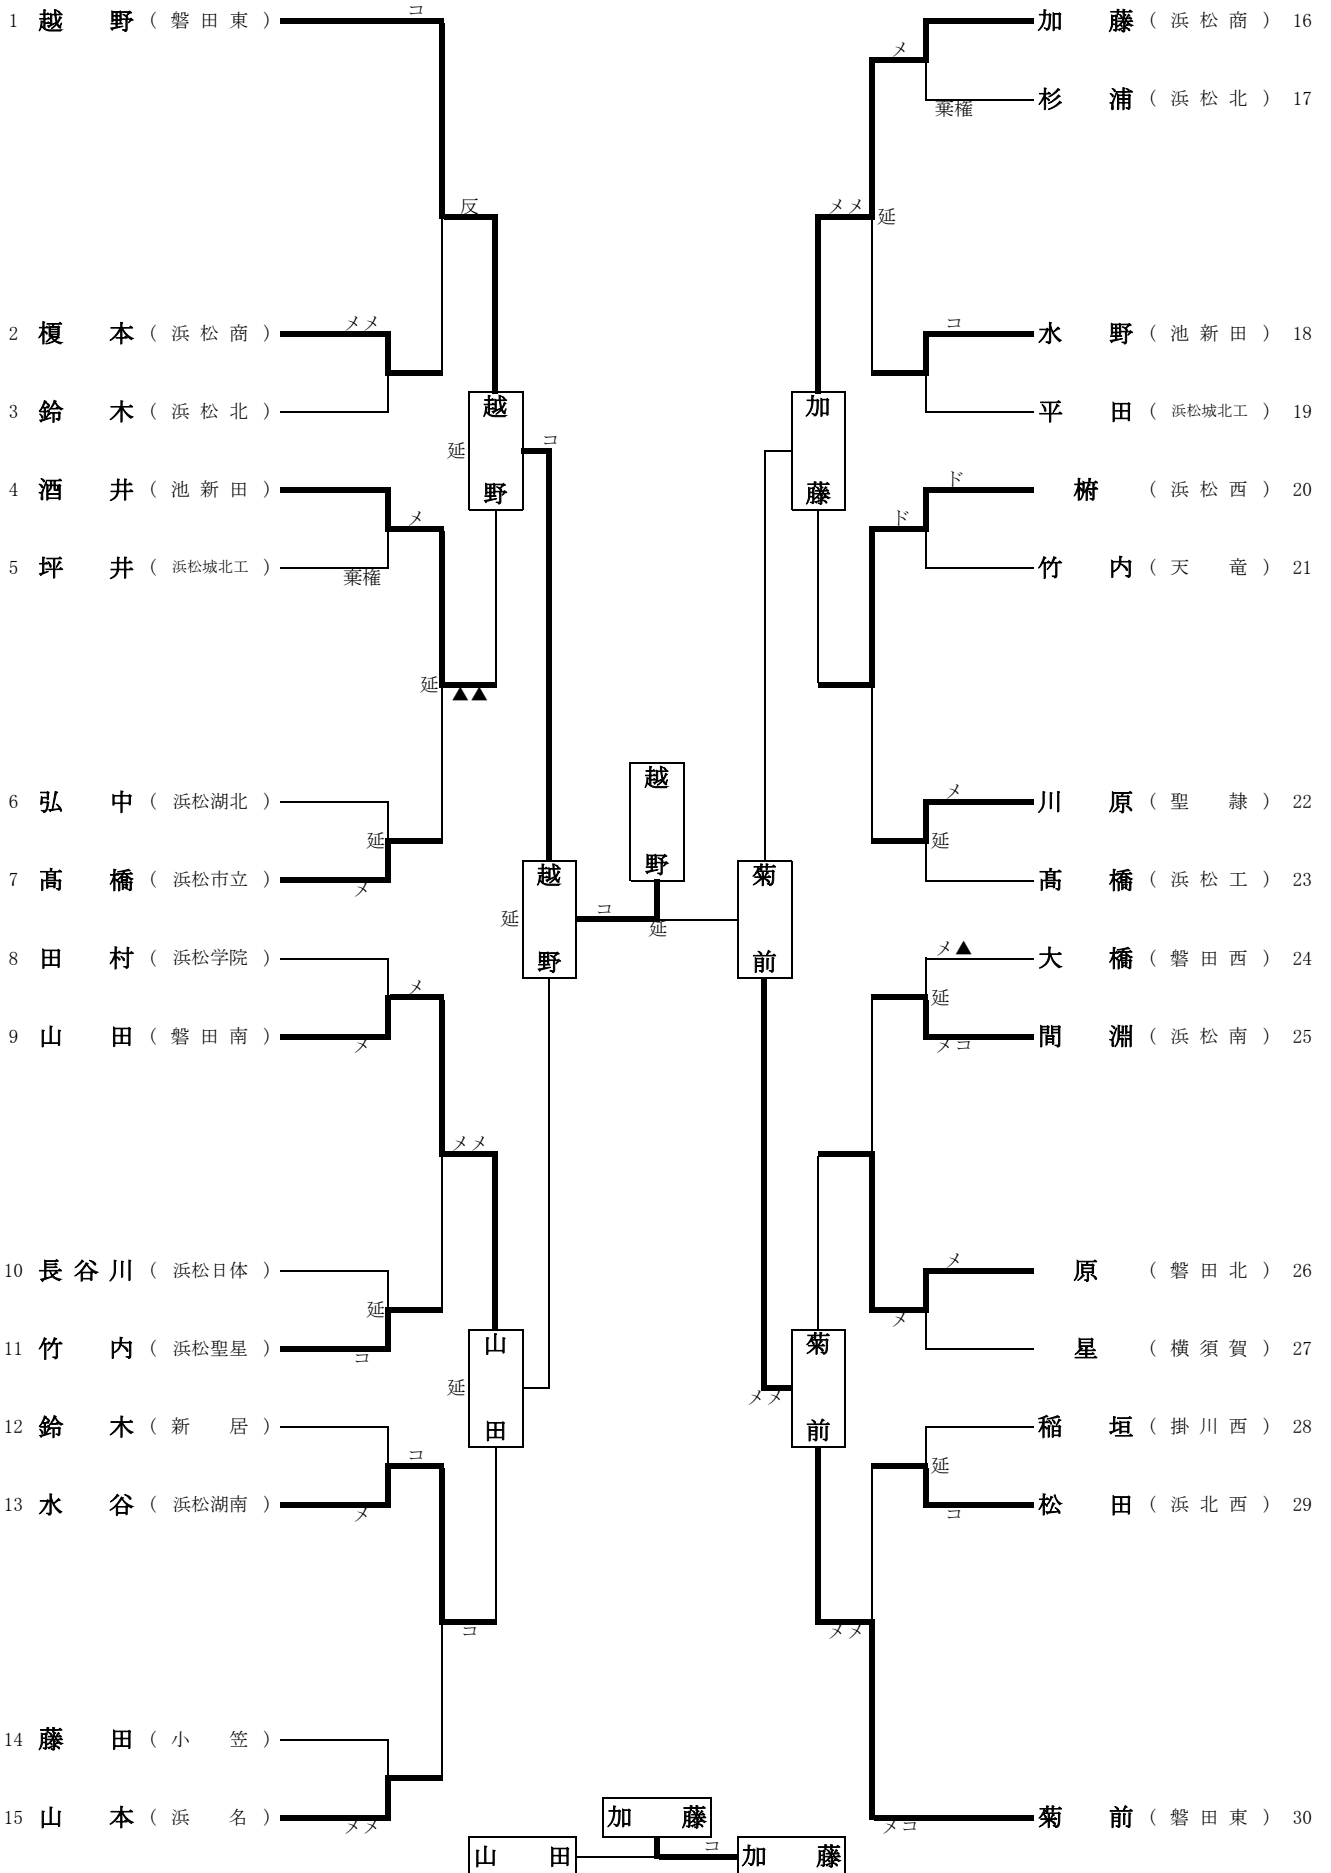 1 越野 （磐田東） コ
2 榎本 （浜松商） メメ
3 鈴木 （浜松北）
4 酒井 （池新田）
5 坪井 （浜松城北工） 棄権
6 弘中 （浜松湖北）
7 髙橋 （浜松市立） メ
8 田村 （浜松学院）
9 山田 （磐田南） メ
10 長谷川 （浜松日体）
11 竹内 （浜松聖星） コ
12 鈴木 （新居）
13 水谷 （浜松湖南） メ
14 藤田 （小笠）
15 山本 （浜名） メメ
反
メ
延
▲▲
延
メ
メメ
延
コ
コ
越野
延
コ
山田
延
越野
延
コ
越野
延
菊前
加藤
菊前
メメ
メ
メメ
延
ド
延
延
メ
延
メメ
加藤 （浜松商） 16
棄権 杉浦 （浜松北） 17
コ 水野 （池新田） 18
平田 （浜松城北工） 19
ド 椨 （浜松西） 20
竹内 （天竜） 21
メ 川原 （聖隷） 22
髙橋 （浜松工） 23
メ▲ 大橋 （磐田西） 24
メコ 間淵 （浜松南） 25
メ 原 （磐田北） 26
星 （横須賀） 27
稲垣 （掛川西） 28
コ 松田 （浜北西） 29
メコ 菊前 （磐田東） 30
加藤
山田 コ 加藤